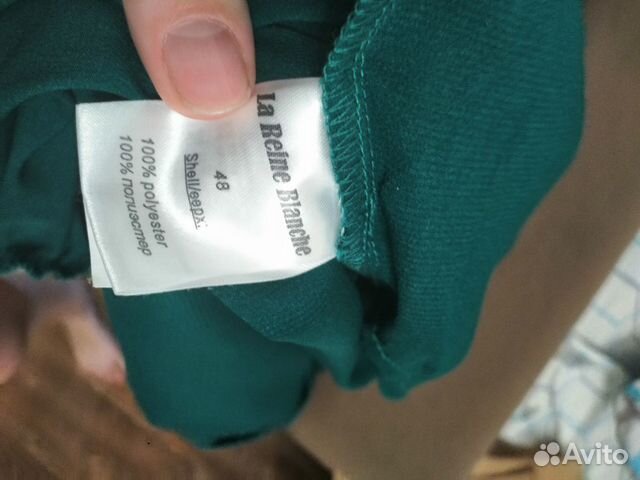 La Reine Blanche
48
Shell/верх:
100% polyester
100% полиэстер
Avito